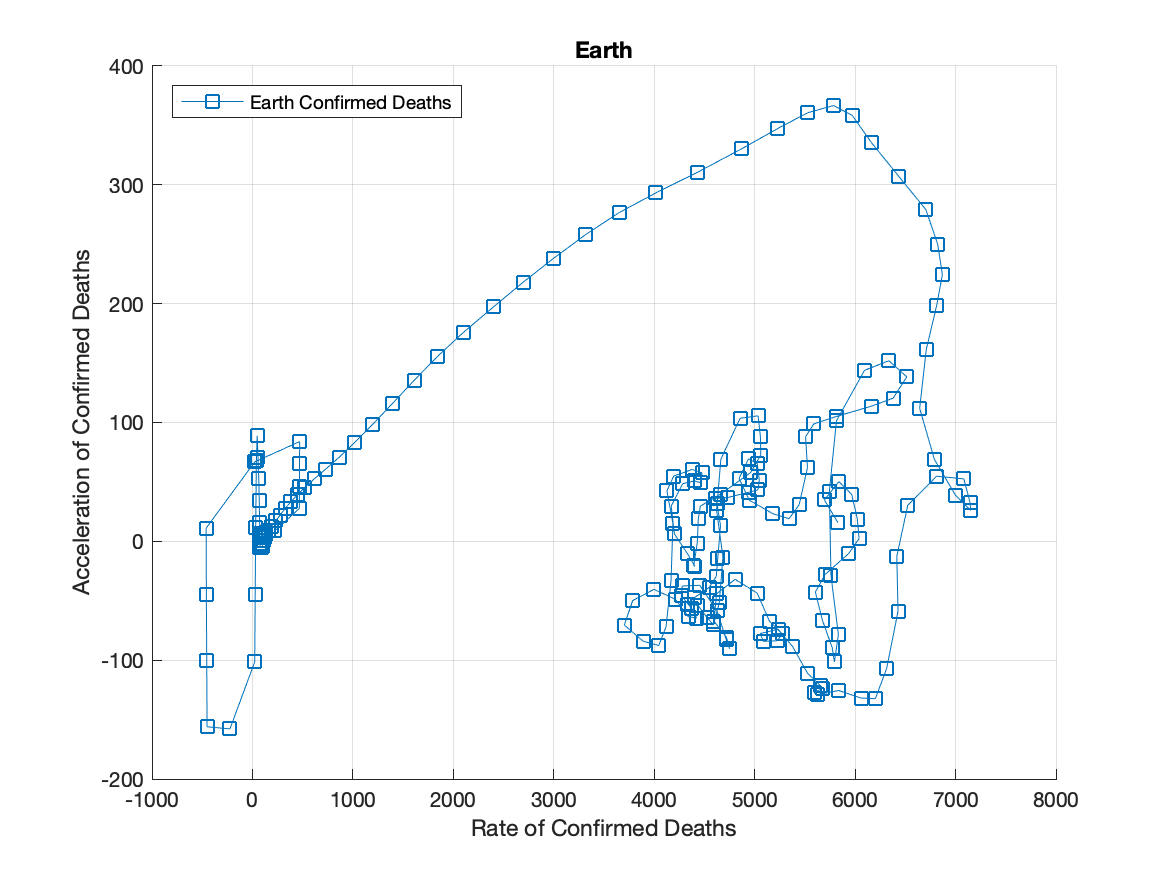 Earth
400
Earth Confirmed Deaths
300
200
100
0
-100
-200
Acceleration of Confirmed Deaths
-1000 0 1000 2000 3000 4000 5000 6000 7000 8000
Rate of Confirmed Deaths